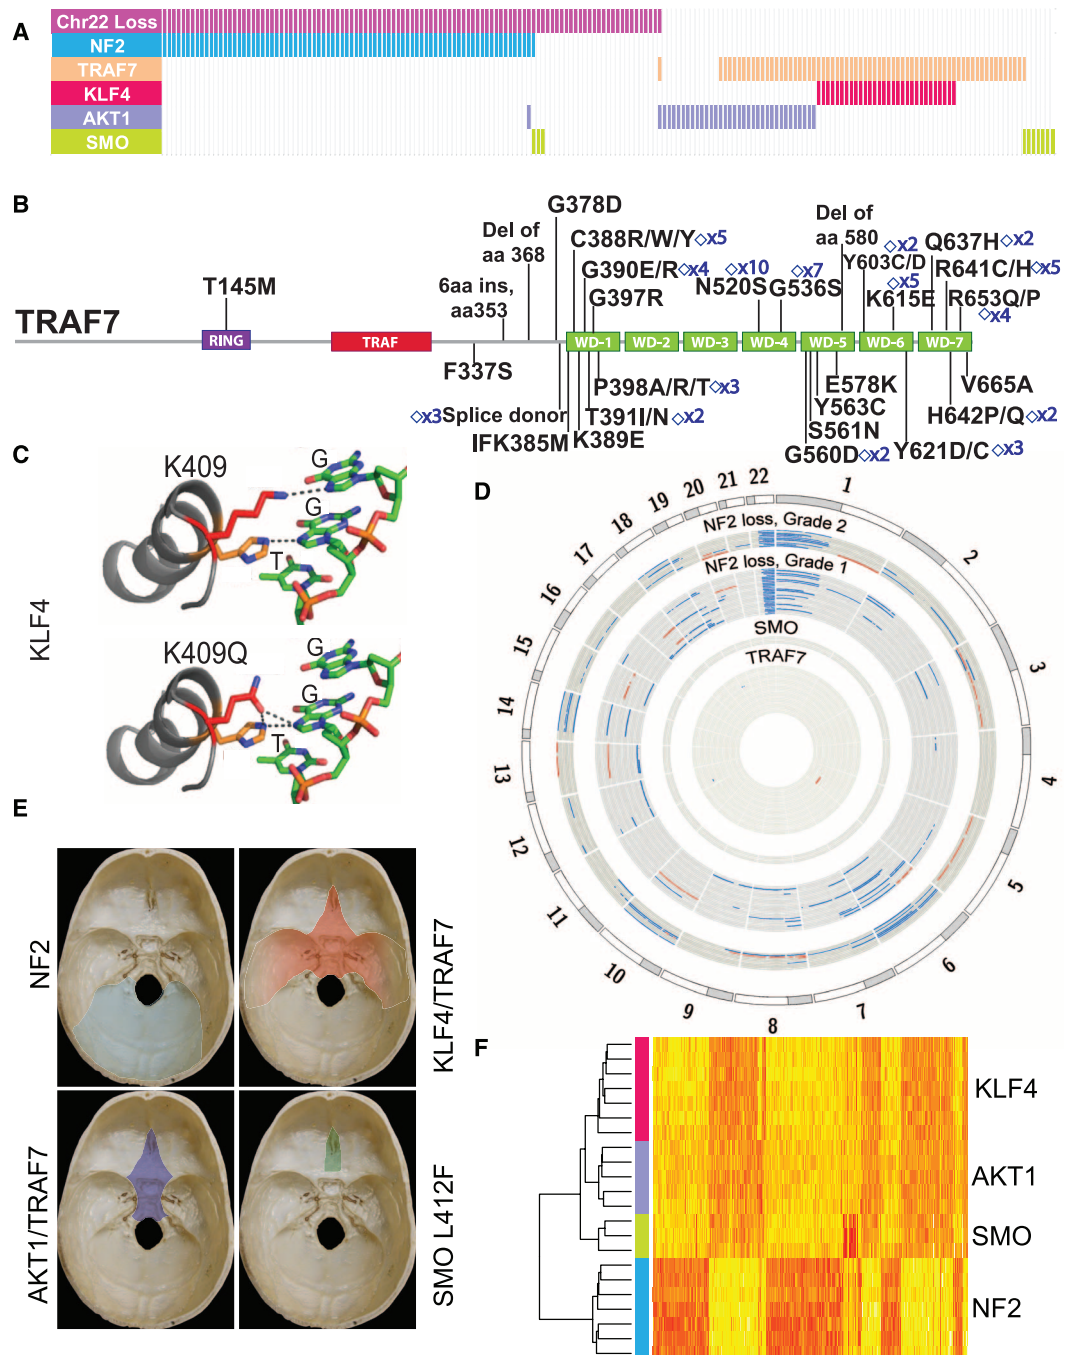 A
Chr22 Loss
NF2
TRAF7
KLF4
AKT1
SMO
B
TRAF7
T145M
RING
TRAF
6aa ins,
aa353
Del of
aa 368
G378D
F337S
C388R/W/Y◇x5
G390E/R◇x4
G397R
◇x10
N520S
◇x7
G536S
Del of
aa 580
◇x2
Y603C/D
◇x5
K615E
Q637H◇x2
R641C/H◇x5
R653Q/P
◇x4
WD-1
WD-2
WD-3
WD-4
WD-5
WD-6
WD-7
◇x3Splice donor
IFK385M
K389E
T391I/N◇x2
P398A/R/T◇x3
E578K
Y563C
S561N
G560D◇x2
Y621D/C◇x3
H642P/Q◇x2
V665A
C
KLF4
K409
G
G
T
K409Q
G
G
T
D
1
2
3
4
5
6
7
8
9
10
11
12
13
14
15
16
17
18
19
20
21
22
NF2 loss, Grade 2
NF2 loss, Grade 1
SMO
TRAF7
E
NF2
KLF4/TRAF7
AKT1/TRAF7
SMO L412F
F
KLF4
AKT1
SMO
NF2